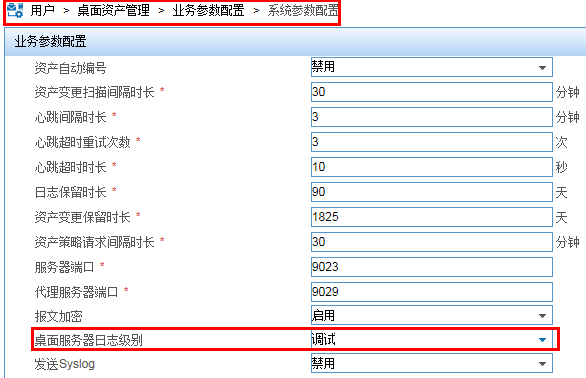 用户 > 桌面资产管理 > 业务参数配置 > 系统参数配置
业务参数配置
资产自动编号 禁用
资产变更扫描间隔时长 * 30 分钟
心跳间隔时长 * 3 分钟
心跳超时重试次数 * 3 次
心跳超时时长 * 10 秒
日志保留时长 * 90 天
资产变更保留时长 * 1825 天
资产策略请求间隔时长 * 30 分钟
服务器端口 * 9023
代理服务器端口 * 9029
报文加密 启用
桌面服务器日志级别 调试
发送Syslog 禁用